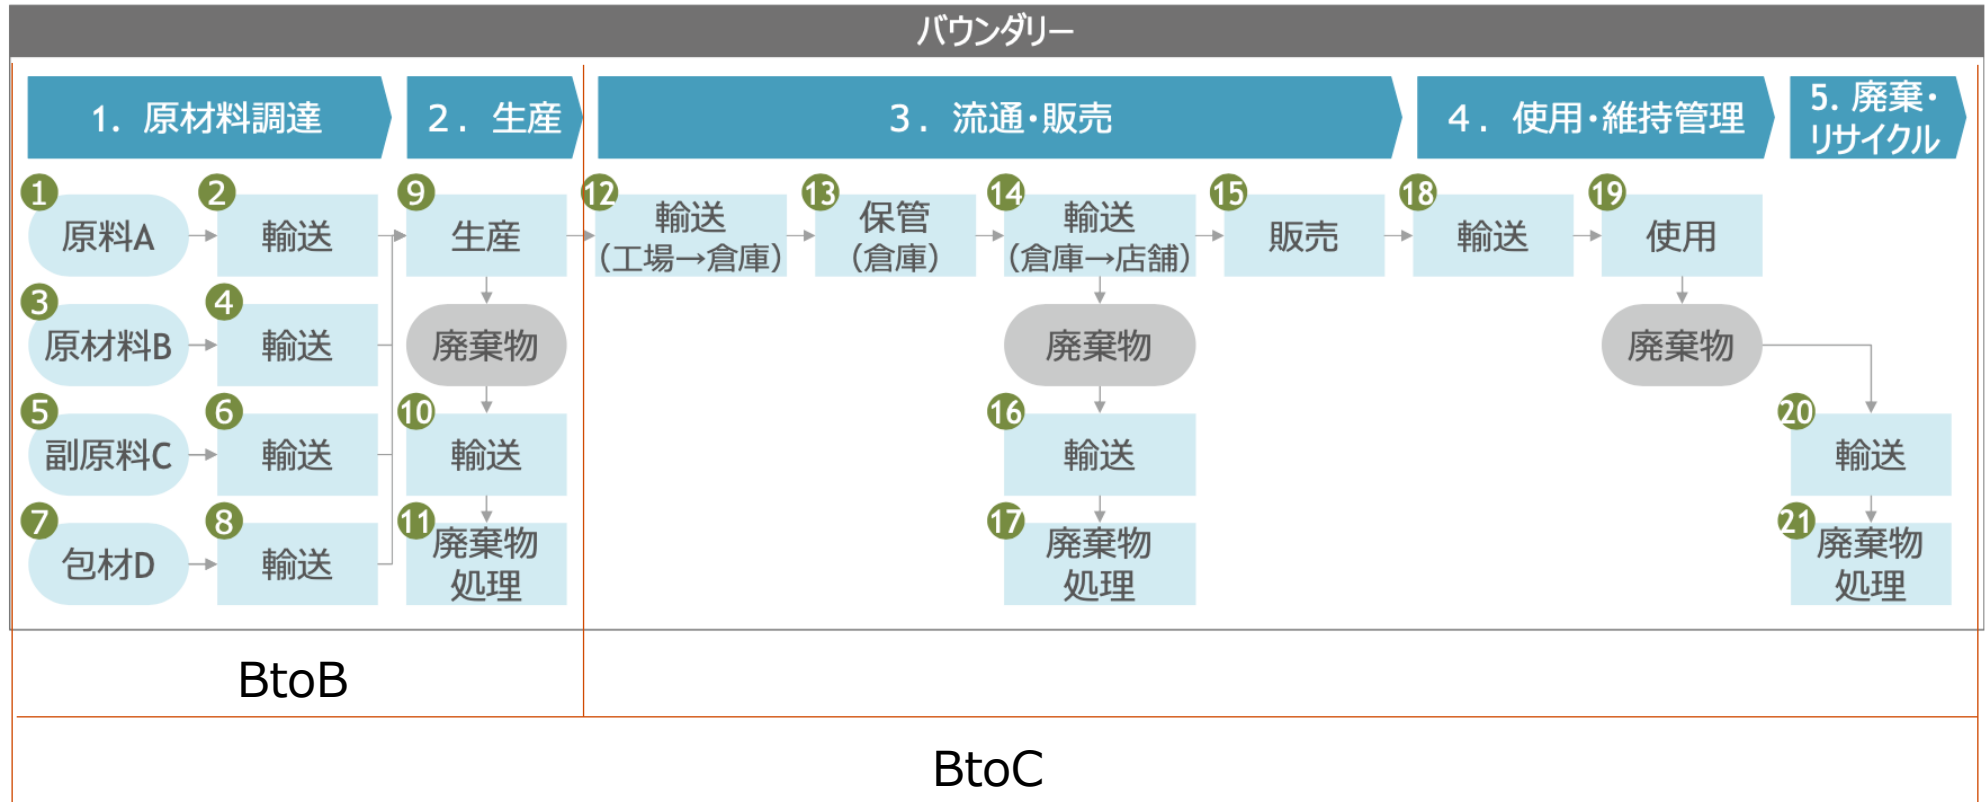 バウンダリー
1. 原材料調達
2. 生産
3. 流通・販売
4. 使用・維持管理
5. 廃棄・
リサイクル
1
原料A
2
輸送
9
生産
12
輸送
(工場→倉庫)
13
保管
(倉庫)
14
輸送
(倉庫→店舗)
15
販売
18
輸送
19
使用
3
原材料B
4
輸送
廃棄物
廃棄物
廃棄物
5
副原料C
6
輸送
10
輸送
16
輸送
20
輸送
7
包材D
8
輸送
11
廃棄物
処理
17
廃棄物
処理
21
廃棄物
処理
BtoB
BtoC